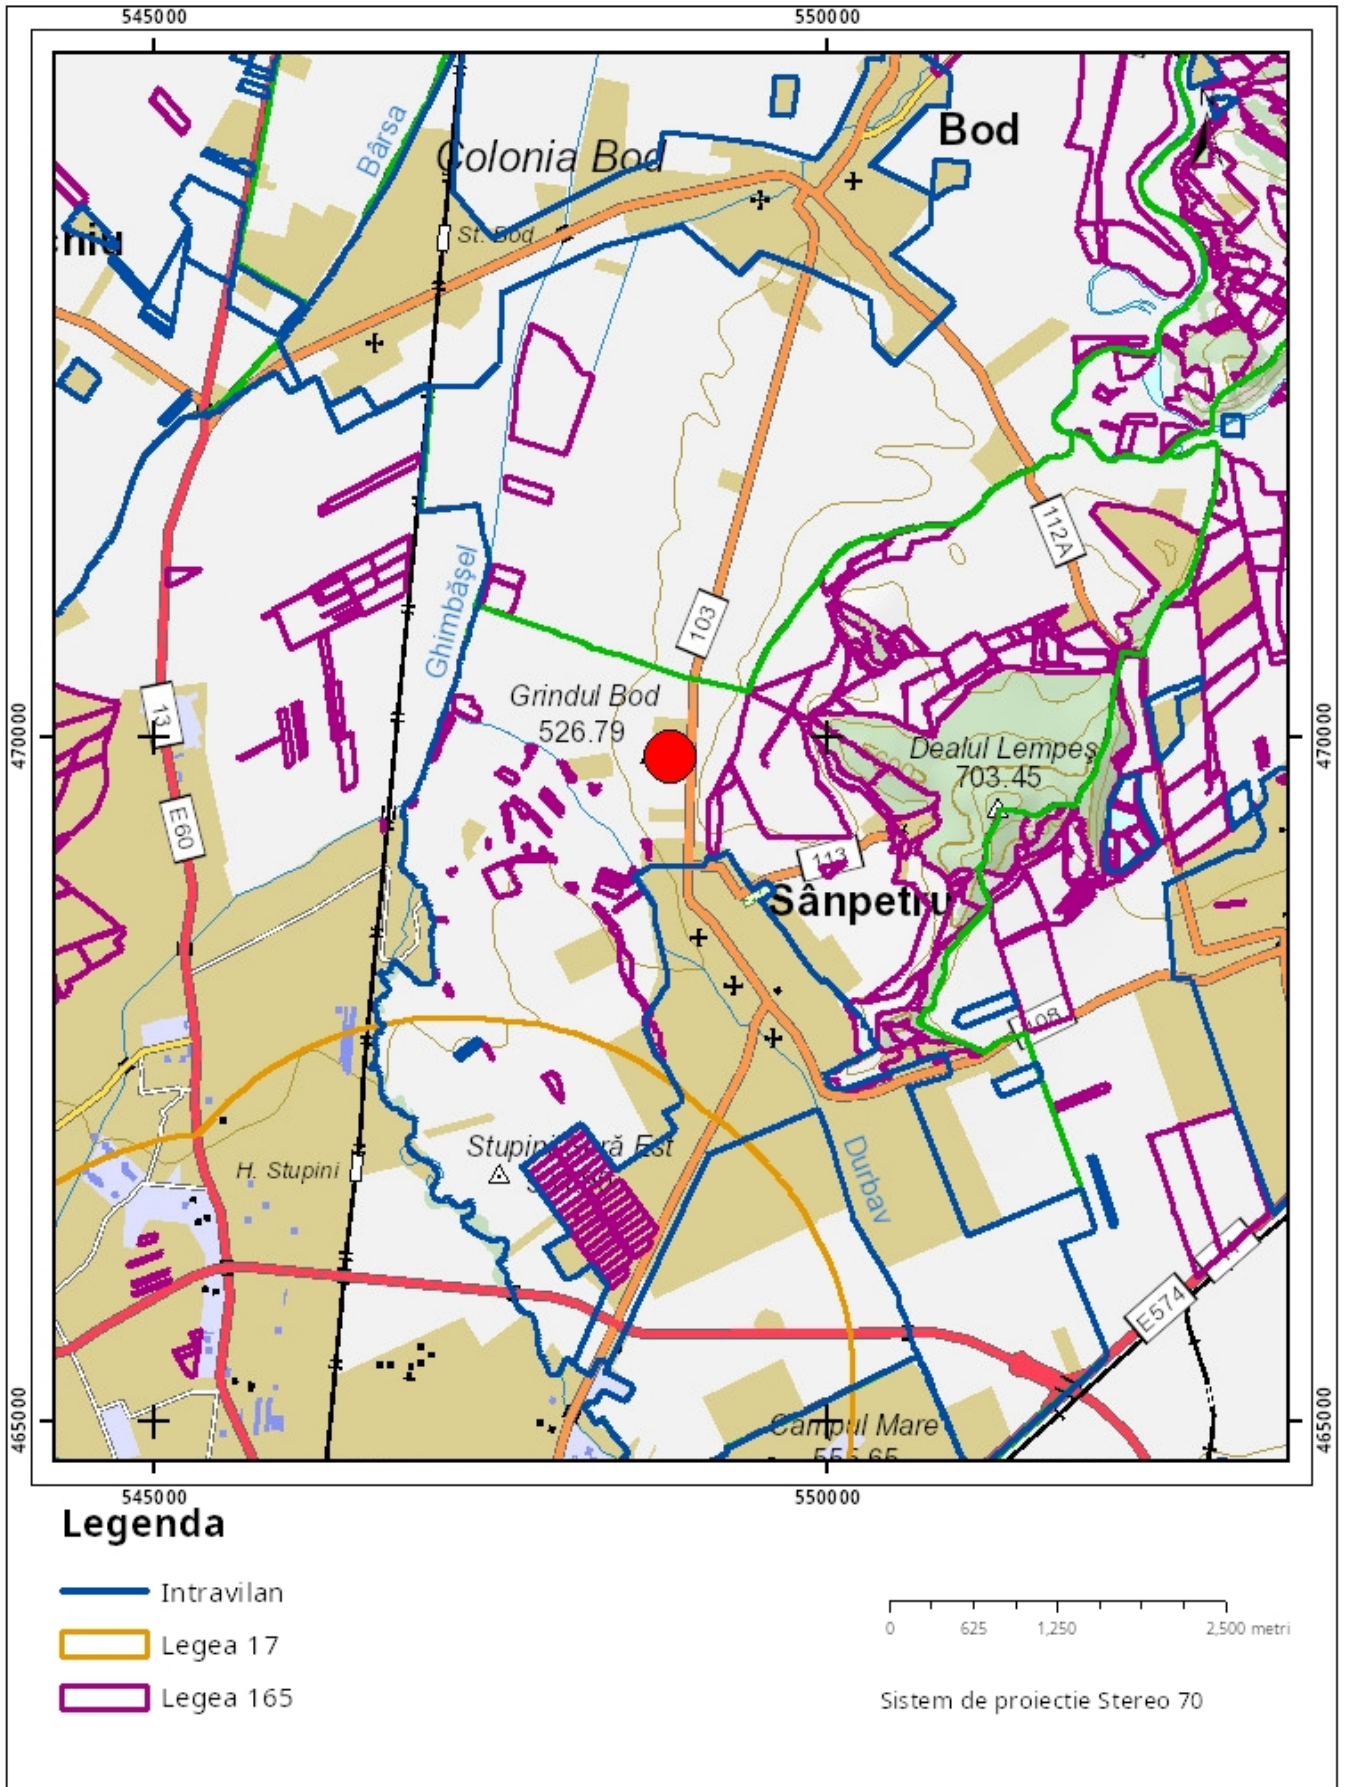 545000
550000
Bârsa
Colonia Bod
Bod
N
St. Bod
112A
103
Ghimbășel
Grindul Bod
526.79
470000
470000
13
Dealul Lempeș
703.45
E60
113
Sânpetru
108
H. Stupini
Durbav
E574
465000
465000
Câmpul Mare
545000
550000
Legenda
Intravilan
Legea 17
Legea 165
0 625 1,250 2,500 metri
Sistem de proiectie Stereo 70